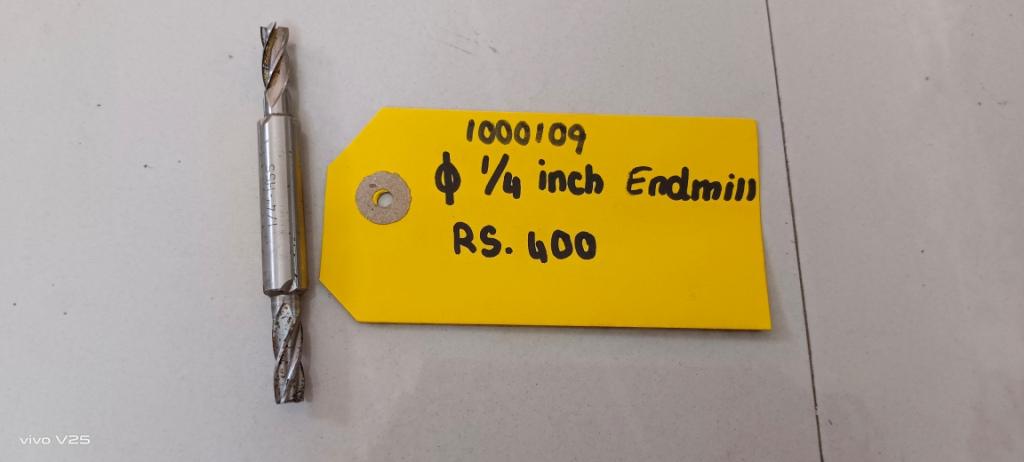 1000109
φ 1/4 inch Endmill
RS. 400
1/4-HSS
vivo V25